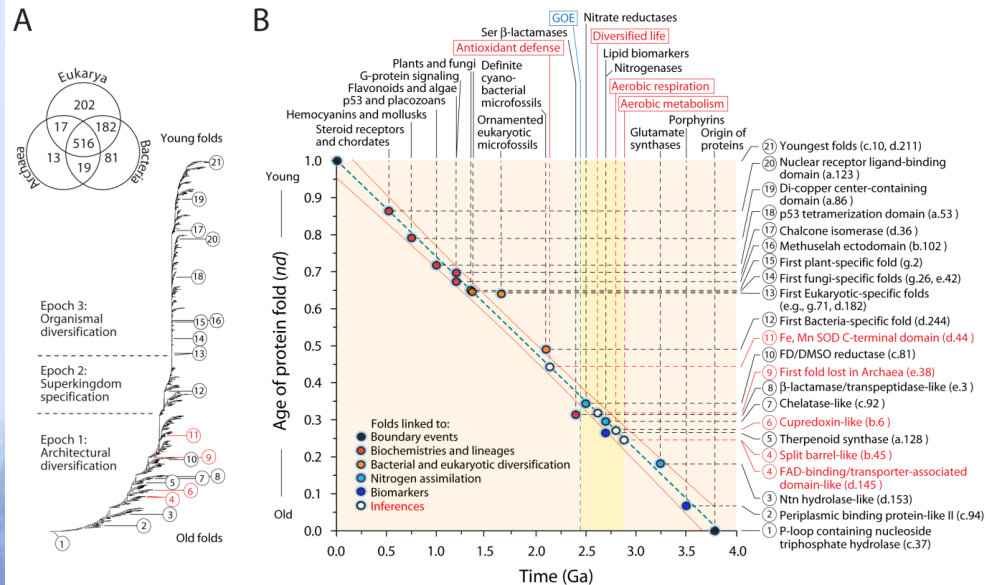 A
Eukarya
202
17
182
516
13
81
19
Archaea
Bacteria
Young folds
21
19
17
20
18
Epoch 3:
Organismal
diversification
15
16
14
13
Epoch 2:
Superkingdom
specification
12
Epoch 1:
Architectural
diversification
11
10
9
5
7
8
6
4
3
2
1
Old folds
B
GOE
Nitrate reductases
Ser β-lactamases
Diversified life
Antioxidant defense
Lipid biomarkers
Plants and fungi
Definite
cyano-
bacterial
microfossils
Nitrogenases
G-protein signaling
Flavonoids and algae
Aerobic respiration
p53 and placozoans
Aerobic metabolism
Hemocyanins and mollusks
Ornamented
eukaryotic
microfossils
Porphyrins
Steroid receptors
and chordates
Glutamate
synthases
Origin of
proteins
Age of protein fold (nd)
Young
Old
1.0
0.9
0.8
0.7
0.6
0.5
0.4
0.3
0.2
0.1
0.0
Folds linked to:
Boundary events
Biochemistries and lineages
Bacterial and eukaryotic diversification
Nitrogen assimilation
Biomarkers
Inferences
0.0
0.5
1.0
1.5
2.0
2.5
3.0
3.5
4.0
Time (Ga)
21 Youngest folds (c.10, d.211)
20 Nuclear receptor ligand-binding
domain (a.123 )
19 Di-copper center-containing
domain (a.86 )
18 p53 tetramerization domain (a.53 )
17 Chalcone isomerase (d.36 )
16 Methuselah ectodomain (b.102 )
15 First plant-specific fold (g.2)
14 First fungi-specific folds (g.26, e.42)
13 First Eukaryotic-specific folds
(e.g., g.71, d.182)
12 First Bacteria-specific fold (d.244)
11 Fe, Mn SOD C-terminal domain (d.44 )
10 FD/DMSO reductase (c.81)
9 First fold lost in Archaea (e.38)
8 β-lactamase/transpeptidase-like (e.3 )
7 Chelatase-like (c.92 )
6 Cupredoxin-like (b.6)
5 Therpenoid synthase (a.128 )
4 Split barrel-like (b.45 )
4 FAD-binding/transporter-associated
domain-like (d.145 )
3 Ntn hydrolase-like (d.153)
2 Periplasmic binding protein-like II (c.94)
1 P-loop containing nucleoside
triphosphate hydrolase (c.37)